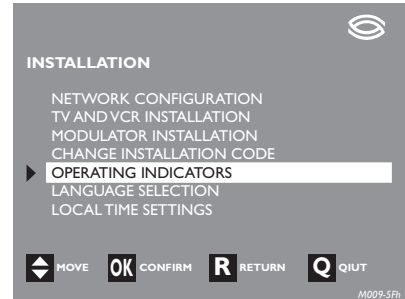 INSTALLATION
NETWORK CONFIGURATION
TV AND VCR INSTALLATION
MODULATOR INSTALLATION
CHANGE INSTALLATION CODE
OPERATING INDICATORS
LANGUAGE SELECTION
LOCAL TIME SETTINGS
MOVE OK CONFIRM R RETURN Q QIUT
M009-5Fh